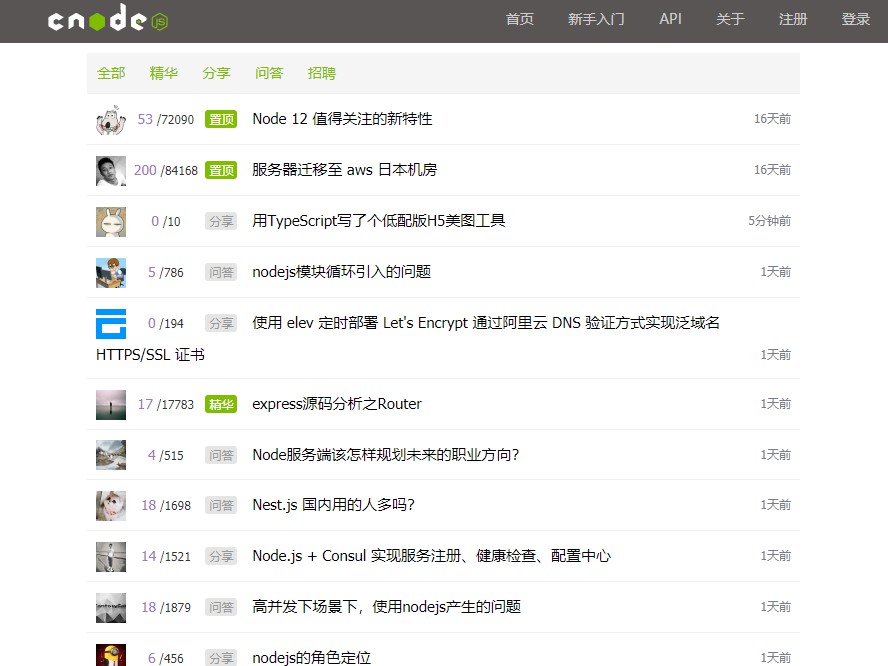 cnode js
首页 新手入门 API 关于 注册 登录
全部 精华 分享 问答 招聘
53 /72090 置顶 Node 12 值得关注的新特性 16天前
200 /84168 置顶 服务器迁移至 aws 日本机房 16天前
0 /10 分享 用TypeScript写了个低配版H5美图工具 5分钟前
5 /786 问答 nodejs模块循环引入的问题 1天前
0 /194 分享 使用 elev 定时部署 Let's Encrypt 通过阿里云 DNS 验证方式实现泛域名
HTTPS/SSL 证书 1天前
17 /17783 精华 express源码分析之Router 1天前
4 /515 问答 Node服务端该怎样规划未来的职业方向? 1天前
18 /1698 问答 Nest.js 国内用的人多吗? 1天前
14 /1521 分享 Node.js + Consul 实现服务注册、健康检查、配置中心 1天前
18 /1879 问答 高并发下场景下，使用nodejs产生的问题 1天前
6 /456 分享 nodejs的角色定位 1天前